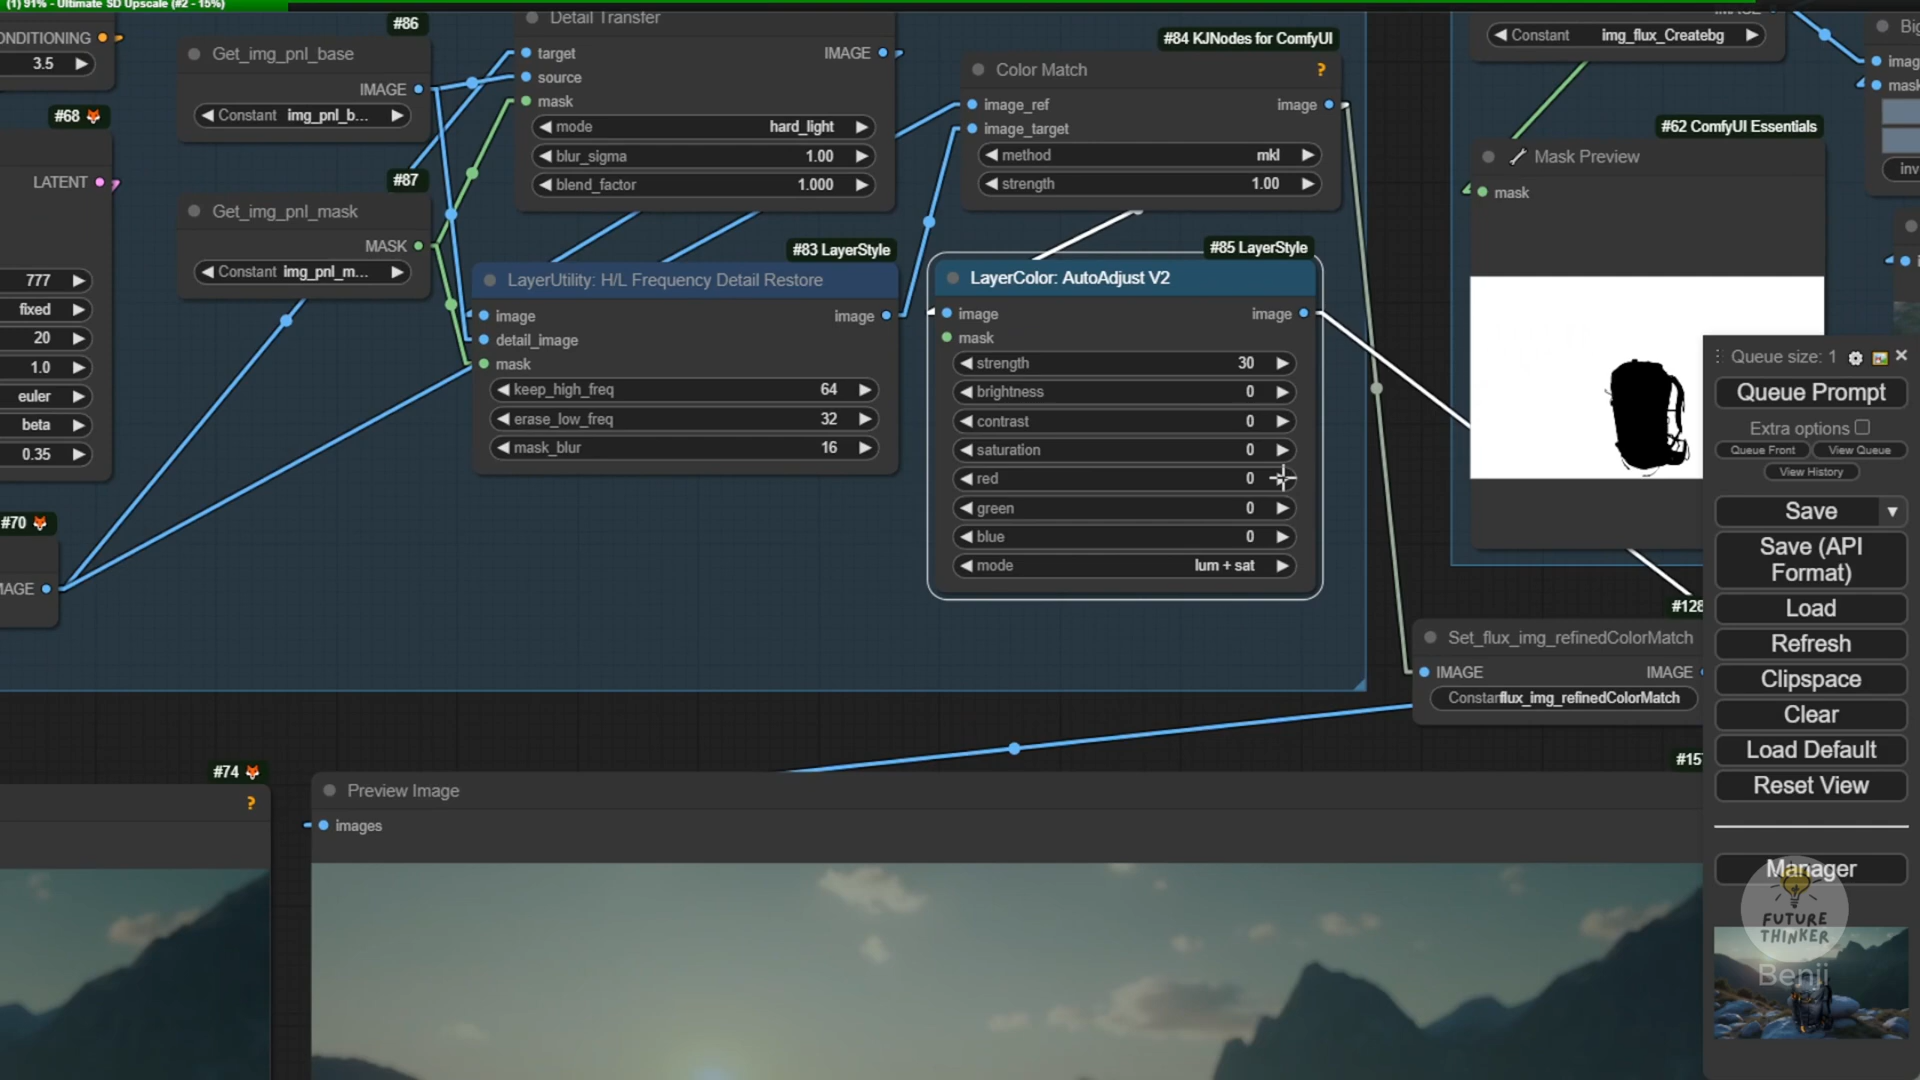 (1) 91% - Ultimate SD Upscale (#2 - 15%)
ONDITIONING
3.5
#68
LATENT
777
fixed
20
1.0
euler
beta
0.35
#70
MAGE
#86
Get_img_pnl_base
IMAGE
Constant img_pnl_b...
#87
Get_img_pnl_mask
MASK
Constant img_pnl_m...
Detail Transfer
target
IMAGE
source
mask
mode hard_light
blur_sigma 1.00
blend_factor 1.000
#83 LayerStyle
LayerUtility: H/L Frequency Detail Restore
image
image
detail_image
mask
keep_high_freq 64
erase_low_freq 32
mask_blur 16
#84 KJNodes for ComfyUI
Color Match
?
image_ref
image
image_target
method mkl
strength 1.00
#85 LayerStyle
LayerColor: AutoAdjust V2
image
image
mask
strength 30
brightness 0
contrast 0
saturation 0
red 0
green 0
blue 0
mode lum + sat
Constant img_flux_Createbg
#62 ComfyUI Essentials
Mask Preview
mask
Big
imag
mask
inv
i
#128
Set_flux_img_refinedColorMatch
IMAGE
IMAGE
Constan flux_img_refinedColorMatch
#15
#74
?
Preview Image
images
Queue size: 1
Queue Prompt
Extra options
Queue Front
View Queue
View History
Save
Save (API
Format)
Load
Refresh
Clipspace
Clear
Load Default
Reset View
Manager
FUTURE
THINKER
Benji